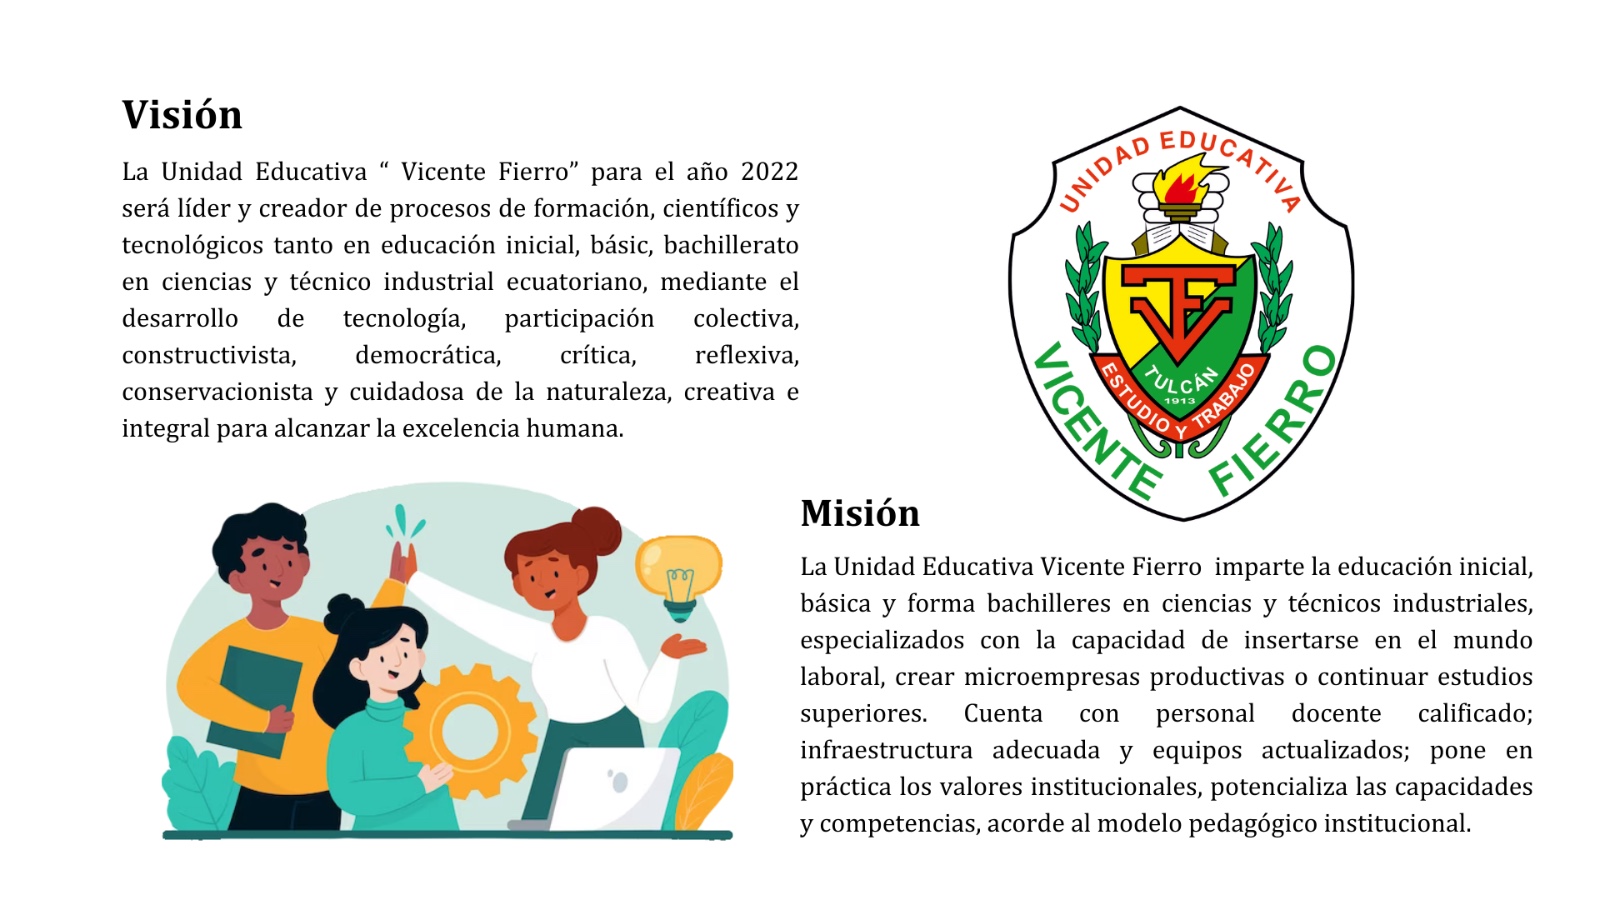 Visión
La Unidad Educativa “ Vicente Fierro” para el año 2022
será líder y creador de procesos de formación, científicos y
tecnológicos tanto en educación inicial, básic, bachillerato
en ciencias y técnico industrial ecuatoriano, mediante el
desarrollo de tecnología, participación colectiva,
constructivista, democrática, crítica, reflexiva,
conservacionista y cuidadosa de la naturaleza, creativa e
integral para alcanzar la excelencia humana.
UNIDAD EDUCATIVA
TULCÁN
1913
ESTUDIO Y TRABAJO
VICENTE FIERRO
Misión
La Unidad Educativa Vicente Fierro  imparte la educación inicial,
básica y forma bachilleres en ciencias y técnicos industriales,
especializados con la capacidad de insertarse en el mundo
laboral, crear microempresas productivas o continuar estudios
superiores. Cuenta con personal docente calificado;
infraestructura adecuada y equipos actualizados; pone en
práctica los valores institucionales, potencializa las capacidades
y competencias, acorde al modelo pedagógico institucional.